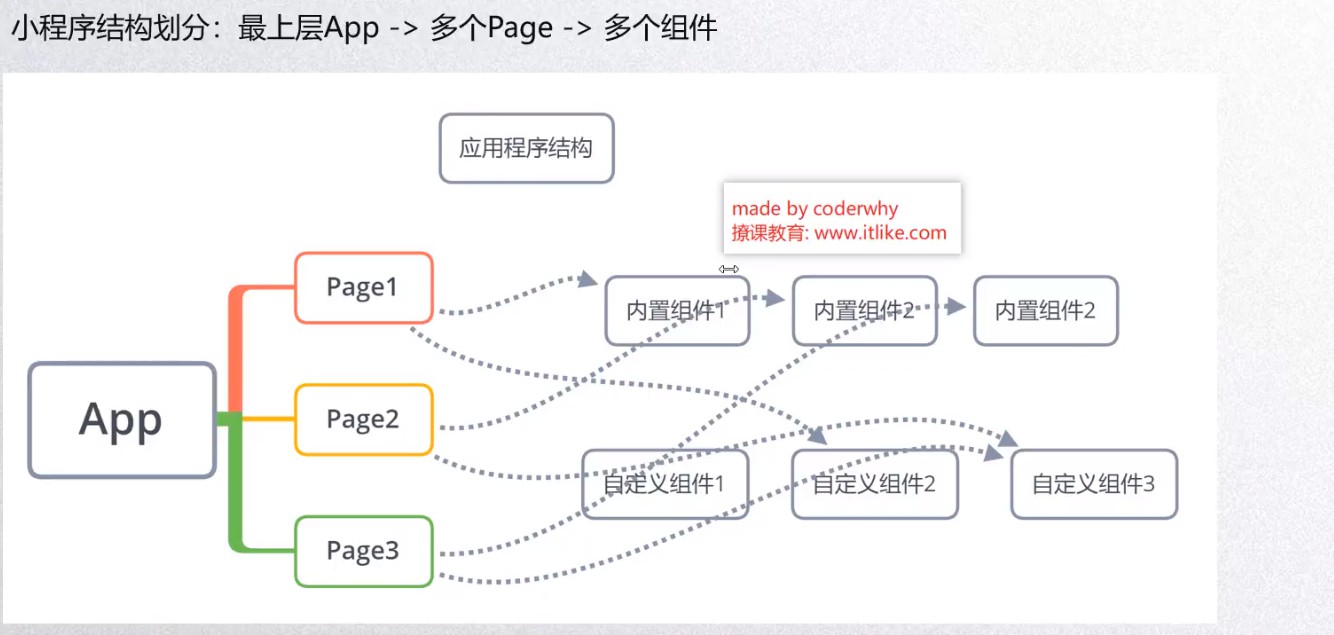 小程序结构划分：最上层App -> 多个Page -> 多个组件
应用程序结构
made by coderwhy
撩课教育: www.itlike.com
Page1
内置组件1
内置组件2
内置组件2
App
Page2
自定义组件1
自定义组件2
自定义组件3
Page3